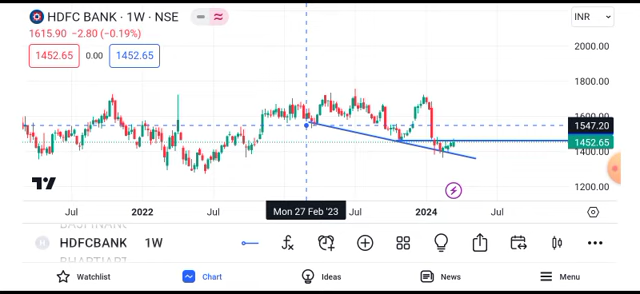 HDFC BANK · 1W · NSE
INR
1615.90 −2.80 (−0.19%)
1452.65 0.00 1452.65
2000.00
1800.00
1600.00
1547.20
1452.65
1400.00
1200.00
Jul 2022 Jul Mon 27 Feb '23 Jul 2024 Jul
HDFCBANK 1W
Watchlist Chart Ideas News Menu